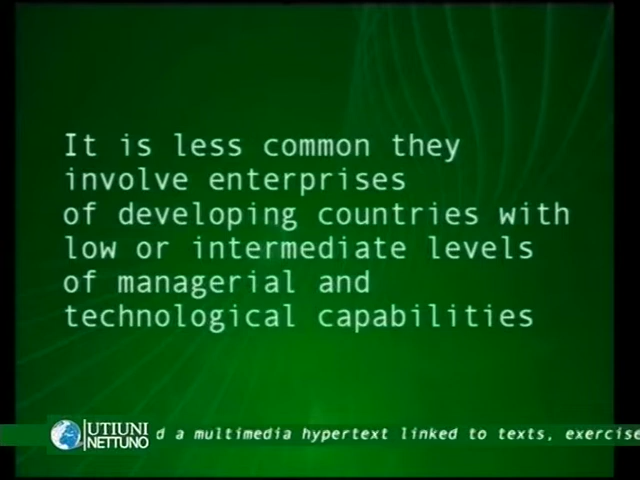 It is less common they
involve enterprises
of developing countries with
low or intermediate levels
of managerial and
technological capabilities
UTIUNI
NETTUNO
d a multimedia hypertext linked to texts, exercise